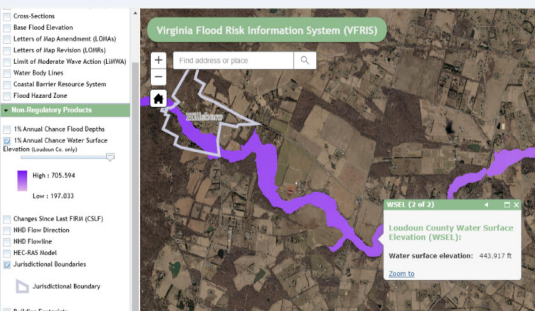 Cross-Sections
Base Flood Elevation
Letters of Map Amendment (LOMAs)
Letters of Map Revision (LOMRs)
Limit of Moderate Wave Action (LiMWA)
Water Body Lines
Coastal Barrier Resource System
Flood Hazard Zone
Non-Regulatory Products
1% Annual Chance Flood Depths
1% Annual Chance Water Surface
Elevation (Loudoun Co. only)
High : 705.594
Low : 197.033
Changes Since Last FIRM (CSLF)
NHD Flow Direction
NHD Flowline
HEC-RAS Model
Jurisdictional Boundaries
Jurisdictional Boundary
Building Footprints
Virginia Flood Risk Information System (VFRIS)
+
Find address or place
−
Hillsboro
WSEL (2 of 2)
Loudoun County Water Surface
Elevation (WSEL):
Water surface elevation: 443.917 ft
Zoom to